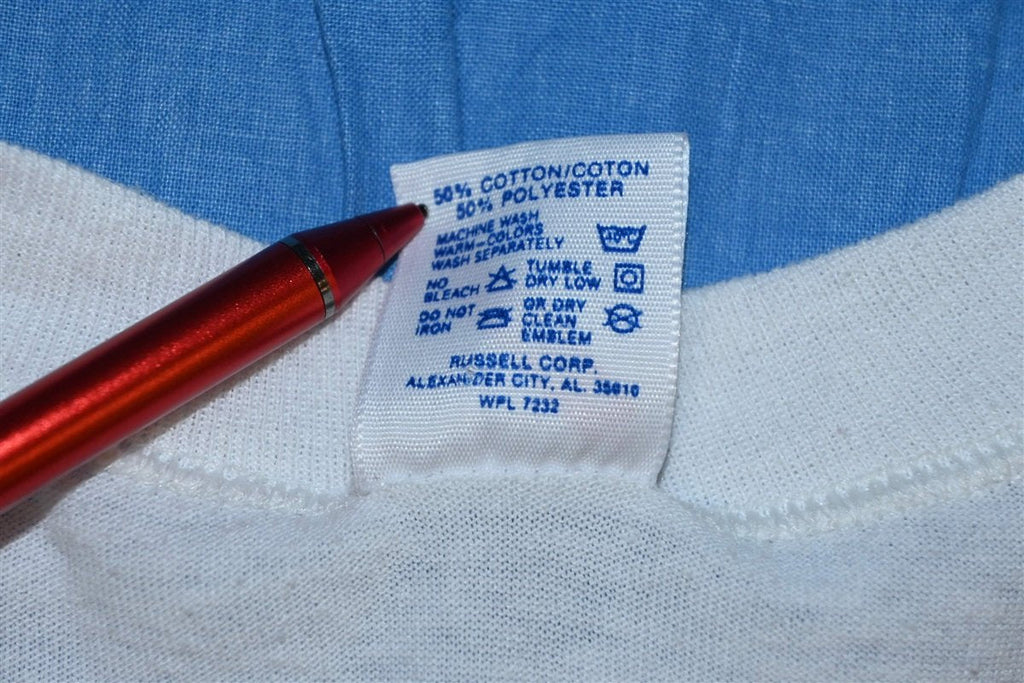 50% COTTON/COTON
50% POLYESTER
MACHINE WASH
WARM-COLORS
WASH SEPARATELY
NO
BLEACH
TUMBLE
DRY LOW
DO NOT
IRON
OR DRY
CLEAN
EMBLEM
RUSSELL CORP.
ALEXANDER CITY, AL. 35010
WPL 7232